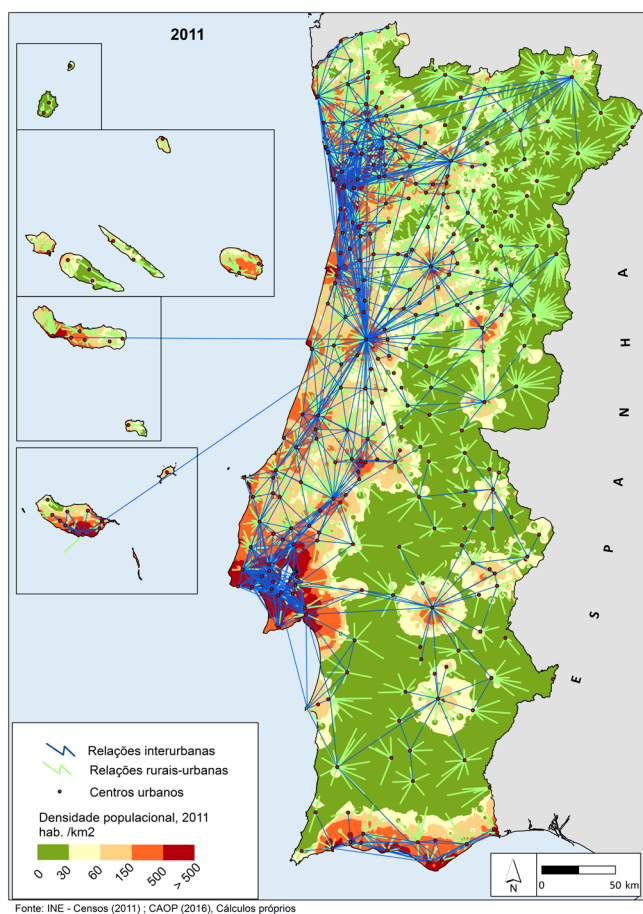 2011
A
H
N
A
P
S
E
Relações interurbanas
Relações rurais-urbanas
Centros urbanos
Densidade populacional, 2011
hab. /km2
0 30 60 150 500 > 500
N
0 50 km
Fonte: INE - Censos (2011) ; CAOP (2016), Cálculos próprios